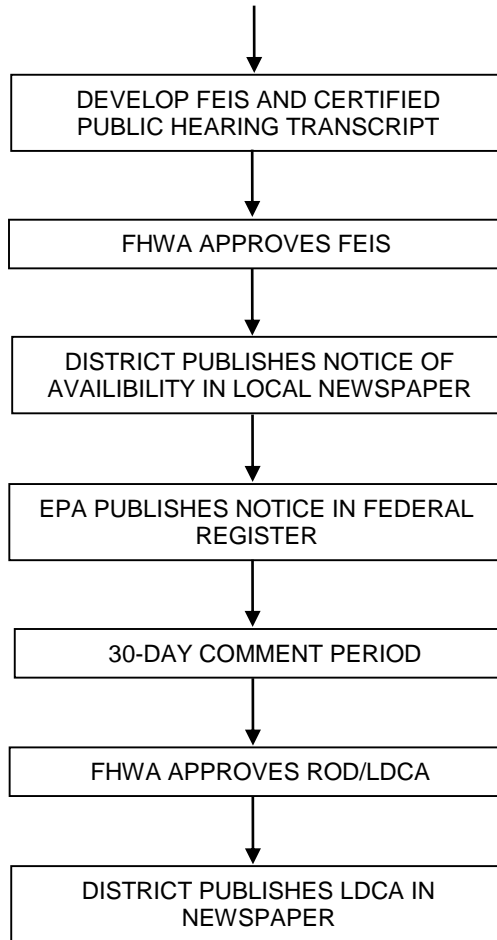 DEVELOP FEIS AND CERTIFIED
PUBLIC HEARING TRANSCRIPT
FHWA APPROVES FEIS
DISTRICT PUBLISHES NOTICE OF
AVAILIBILITY IN LOCAL NEWSPAPER
EPA PUBLISHES NOTICE IN FEDERAL
REGISTER
30-DAY COMMENT PERIOD
FHWA APPROVES ROD/LDCA
DISTRICT PUBLISHES LDCA IN
NEWSPAPER